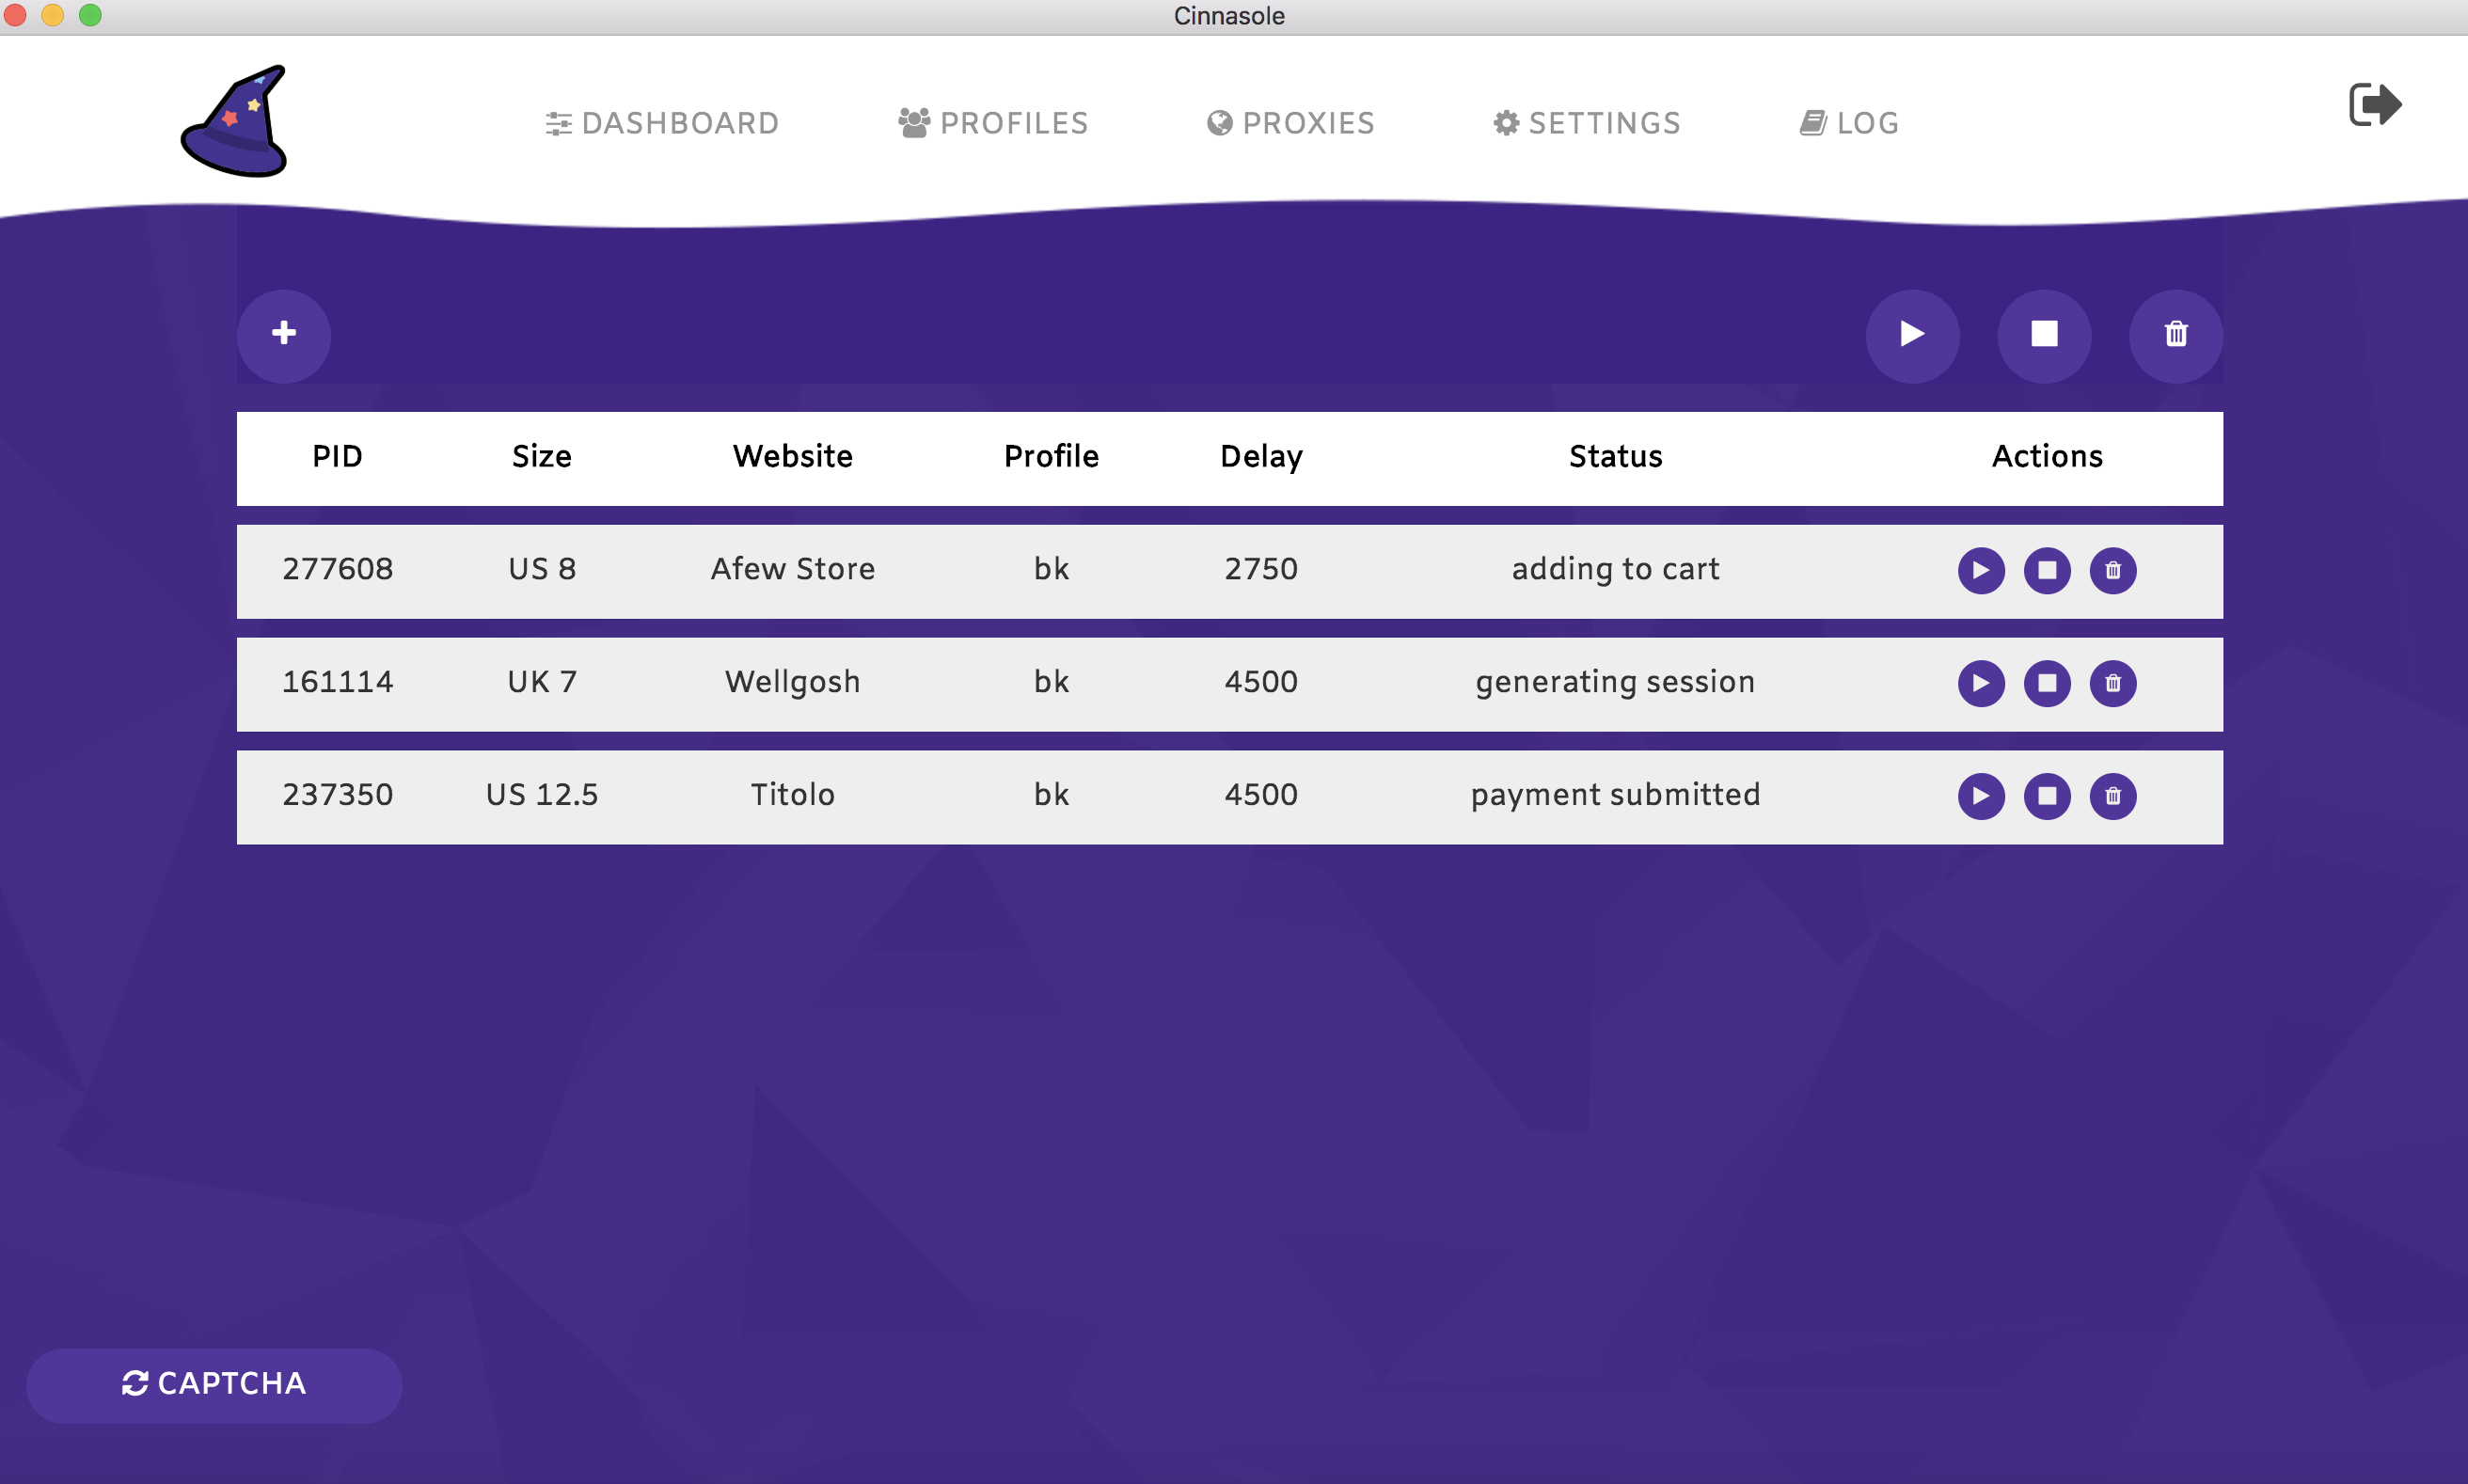 Cinnasole
DASHBOARD PROFILES PROXIES SETTINGS LOG
PID Size Website Profile Delay Status Actions
277608 US 8 Afew Store bk 2750 adding to cart
161114 UK 7 Wellgosh bk 4500 generating session
237350 US 12.5 Titolo bk 4500 payment submitted
CAPTCHA